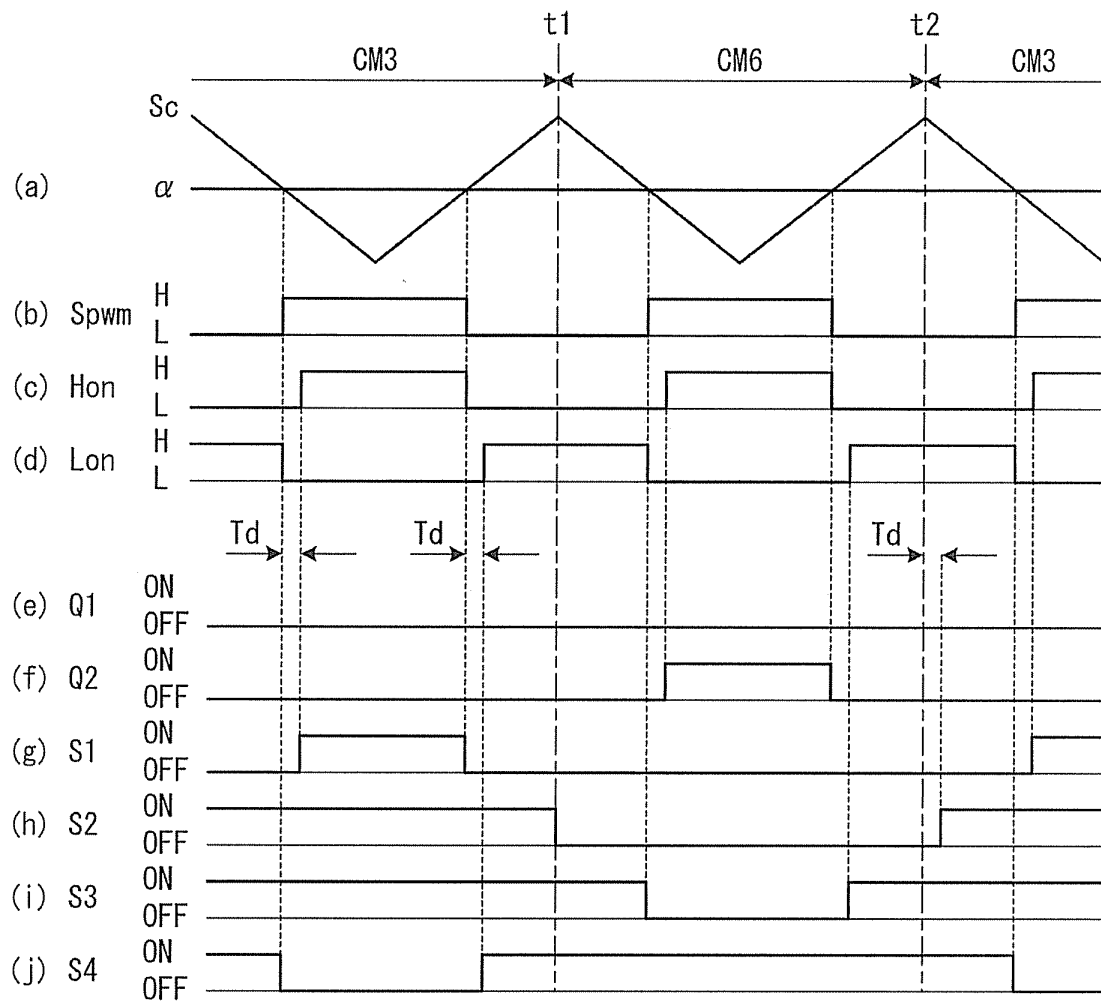 t1 t2
CM3 CM6 CM3
Sc
(a) α
(b) Spwm H
L
(c) Hon H
L
(d) Lon H
L
Td Td Td
(e) Q1 ON
OFF
(f) Q2 ON
OFF
(g) S1 ON
OFF
(h) S2 ON
OFF
(i) S3 ON
OFF
(j) S4 ON
OFF